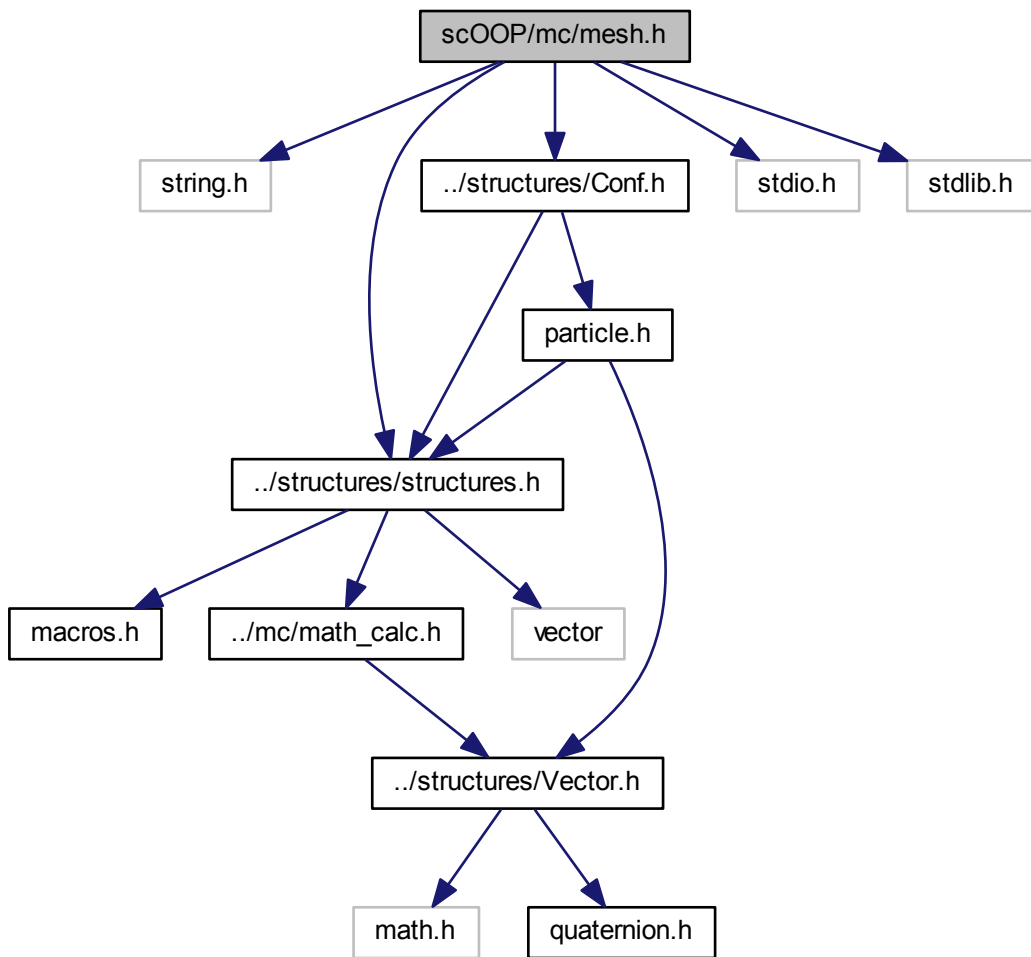 scOOP/mc/mesh.h
string.h
../structures/Conf.h
stdio.h
stdlib.h
particle.h
../structures/structures.h
macros.h
../mc/math_calc.h
vector
../structures/Vector.h
math.h
quaternion.h